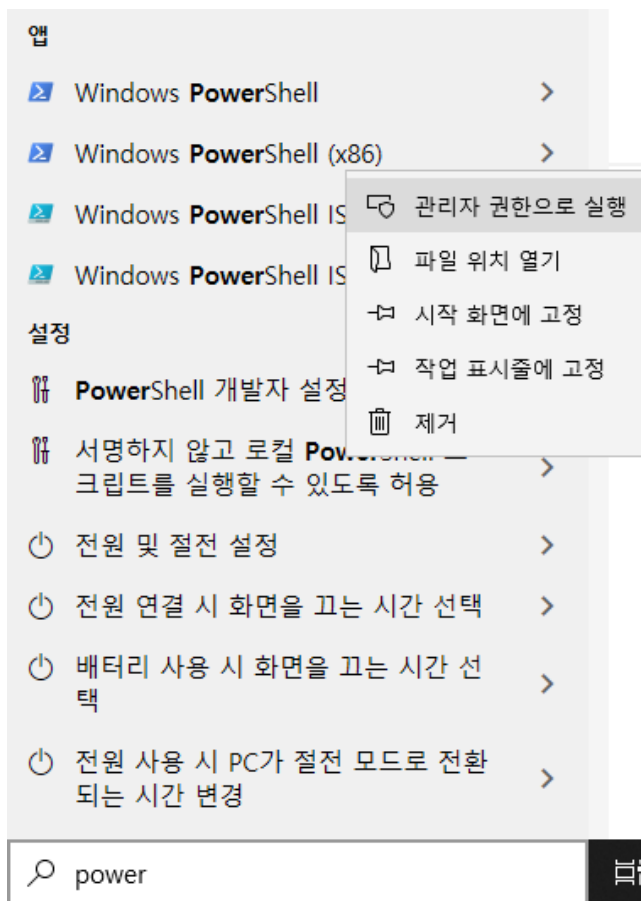 앱
Windows PowerShell
Windows PowerShell (x86)
관리자 권한으로 실행
Windows PowerShell IS
파일 위치 열기
Windows PowerShell IS
시작 화면에 고정
설정
작업 표시줄에 고정
PowerShell 개발자 설정
제거
서명하지 않고 로컬 PowerShell 스
크립트를 실행할 수 있도록 허용
전원 및 절전 설정
전원 연결 시 화면을 끄는 시간 선택
배터리 사용 시 화면을 끄는 시간 선
택
전원 사용 시 PC가 절전 모드로 전환
되는 시간 변경
power